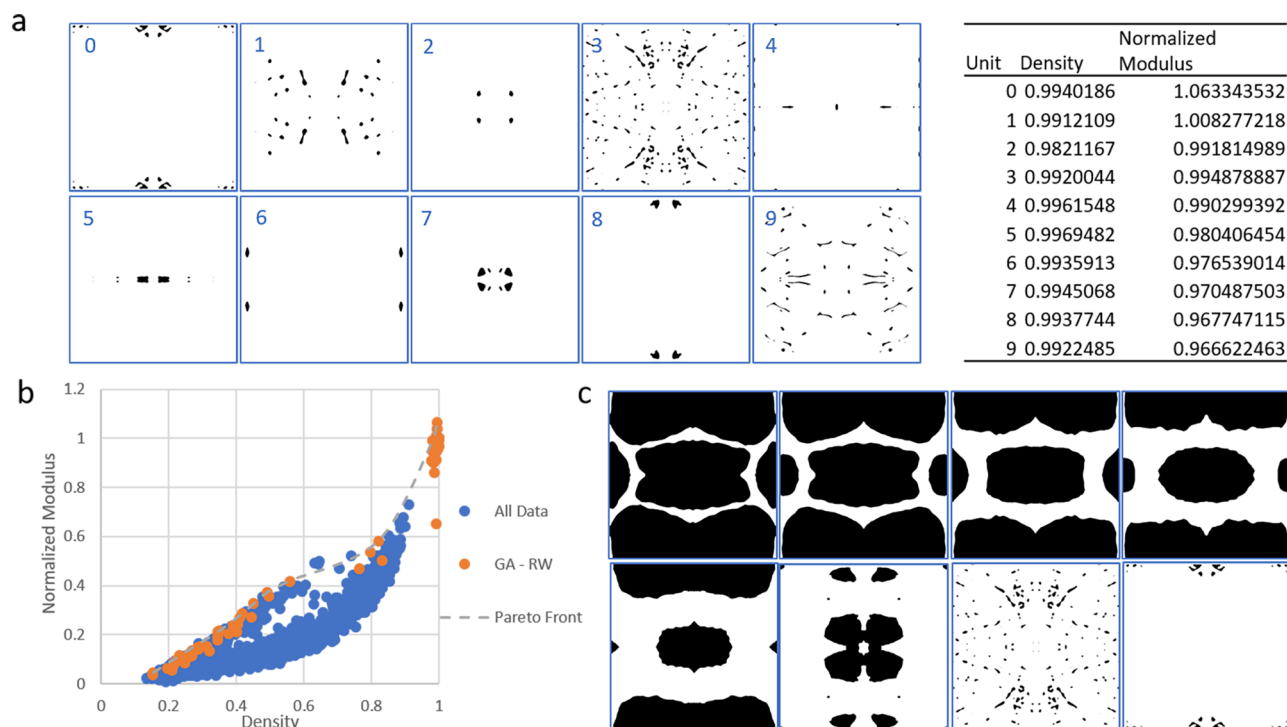 a
0
1
2
3
4
5
6
7
8
9
Normalized
Unit Density Modulus
0 0.9940186 1.063343532
1 0.9912109 1.008277218
2 0.9821167 0.991814989
3 0.9920044 0.994878887
4 0.9961548 0.990299392
5 0.9969482 0.980406454
6 0.9935913 0.976539014
7 0.9945068 0.970487503
8 0.9937744 0.967747115
9 0.9922485 0.966622463
b
1.2
1
0.8
0.6
0.4
0.2
0
Normalized Modulus
0 0.2 0.4 0.6 0.8 1
Density
All Data
GA - RW
Pareto Front
c